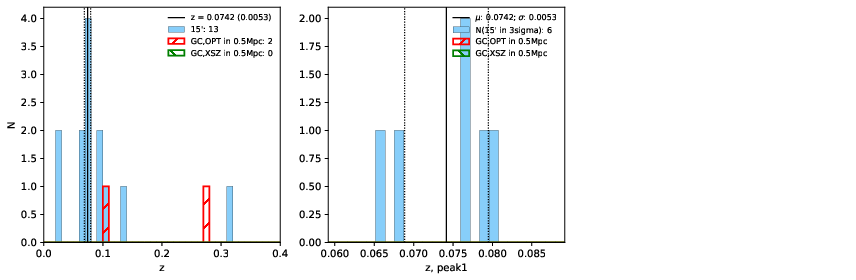 z = 0.0742 (0.0053)
15': 13
GC,OPT in 0.5Mpc: 2
GC,XSZ in 0.5Mpc: 0
4.0
3.5
3.0
2.5
2.0
1.5
1.0
0.5
0.0
N
0.0 0.1 0.2 0.3 0.4
z
μ: 0.0742; σ: 0.0053
N(15' in 3sigma): 6
GC,OPT in 0.5Mpc
GC,XSZ in 0.5Mpc
2.00
1.75
1.50
1.25
1.00
0.75
0.50
0.25
0.00
0.060 0.065 0.070 0.075 0.080 0.085
z, peak1